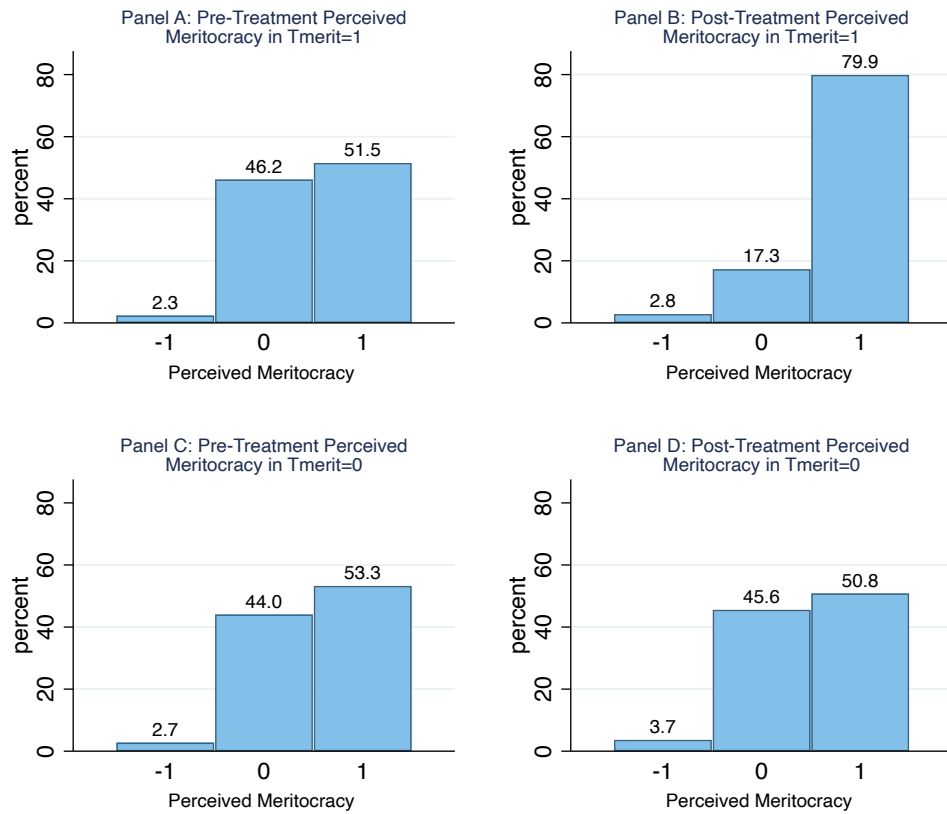 Panel A: Pre-Treatment Perceived
Meritocracy in Tmerit=1
percent
80
60
40
20
0
2.3
46.2
51.5
-1
0
1
Perceived Meritocracy
Panel B: Post-Treatment Perceived
Meritocracy in Tmerit=1
percent
80
60
40
20
0
2.8
17.3
79.9
-1
0
1
Perceived Meritocracy
Panel C: Pre-Treatment Perceived
Meritocracy in Tmerit=0
percent
80
60
40
20
0
2.7
44.0
53.3
-1
0
1
Perceived Meritocracy
Panel D: Post-Treatment Perceived
Meritocracy in Tmerit=0
percent
80
60
40
20
0
3.7
45.6
50.8
-1
0
1
Perceived Meritocracy